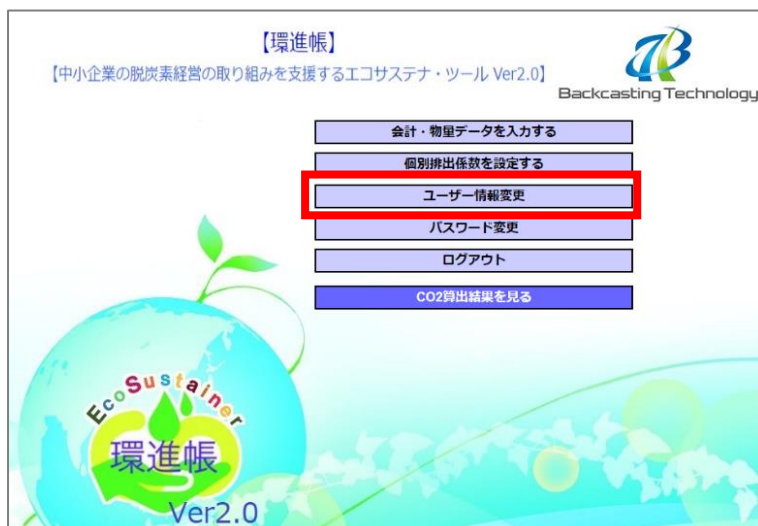 【環進帳】
【中小企業の脱炭素経営の取り組みを支援するエコサステナ・ツール Ver2.0】
Backcasting Technology
会計・物量データを入力する
個別排出係数を設定する
ユーザー情報変更
パスワード変更
ログアウト
CO2算出結果を見る
EcoSustainer
環進帳
Ver2.0